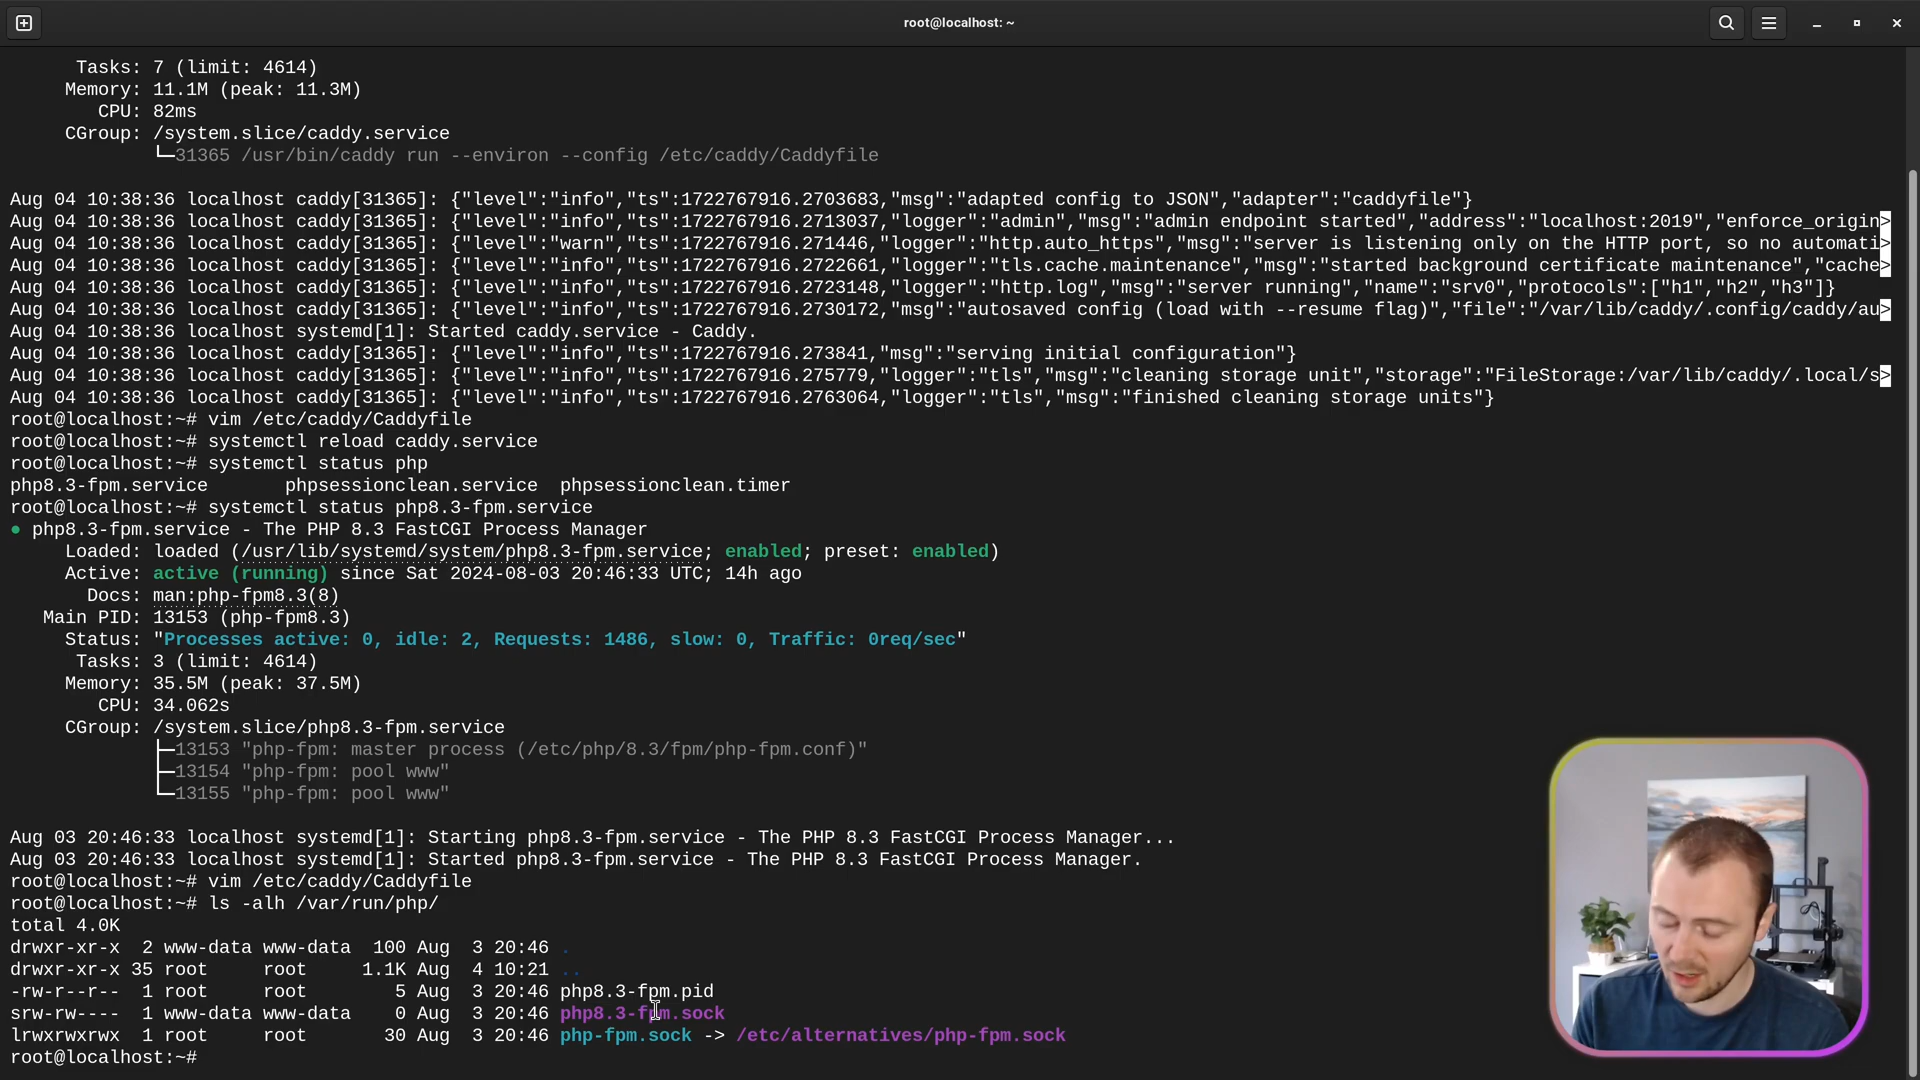 root@localhost: ~
Tasks: 7 (limit: 4614)
Memory: 11.1M (peak: 11.3M)
CPU: 82ms
CGroup: /system.slice/caddy.service
└─31365 /usr/bin/caddy run --environ --config /etc/caddy/Caddyfile
Aug 04 10:38:36 localhost caddy[31365]: {"level":"info","ts":1722767916.2703683,"msg":"adapted config to JSON","adapter":"caddyfile"}
Aug 04 10:38:36 localhost caddy[31365]: {"level":"info","ts":1722767916.2713037,"logger":"admin","msg":"admin endpoint started","address":"localhost:2019","enforce_origin>
Aug 04 10:38:36 localhost caddy[31365]: {"level":"warn","ts":1722767916.271446,"logger":"http.auto_https","msg":"server is listening only on the HTTP port, so no automati>
Aug 04 10:38:36 localhost caddy[31365]: {"level":"info","ts":1722767916.2722661,"logger":"tls.cache.maintenance","msg":"started background certificate maintenance","cache>
Aug 04 10:38:36 localhost caddy[31365]: {"level":"info","ts":1722767916.2723148,"logger":"http.log","msg":"server running","name":"srv0","protocols":["h1","h2","h3"]}
Aug 04 10:38:36 localhost caddy[31365]: {"level":"info","ts":1722767916.2730172,"msg":"autosaved config (load with --resume flag)","file":"/var/lib/caddy/.config/caddy/au>
Aug 04 10:38:36 localhost systemd[1]: Started caddy.service - Caddy.
Aug 04 10:38:36 localhost caddy[31365]: {"level":"info","ts":1722767916.273841,"msg":"serving initial configuration"}
Aug 04 10:38:36 localhost caddy[31365]: {"level":"info","ts":1722767916.275779,"logger":"tls","msg":"cleaning storage unit","storage":"FileStorage:/var/lib/caddy/.local/s>
Aug 04 10:38:36 localhost caddy[31365]: {"level":"info","ts":1722767916.2763064,"logger":"tls","msg":"finished cleaning storage units"}
root@localhost:~# vim /etc/caddy/Caddyfile
root@localhost:~# systemctl reload caddy.service
root@localhost:~# systemctl status php
php8.3-fpm.service       phpsessionclean.service  phpsessionclean.timer
root@localhost:~# systemctl status php8.3-fpm.service
● php8.3-fpm.service - The PHP 8.3 FastCGI Process Manager
Loaded: loaded (/usr/lib/systemd/system/php8.3-fpm.service; enabled; preset: enabled)
Active: active (running) since Sat 2024-08-03 20:46:33 UTC; 14h ago
Docs: man:php-fpm8.3(8)
Main PID: 13153 (php-fpm8.3)
Status: "Processes active: 0, idle: 2, Requests: 1486, slow: 0, Traffic: 0req/sec"
Tasks: 3 (limit: 4614)
Memory: 35.5M (peak: 37.5M)
CPU: 34.062s
CGroup: /system.slice/php8.3-fpm.service
├─13153 "php-fpm: master process (/etc/php/8.3/fpm/php-fpm.conf)"
├─13154 "php-fpm: pool www"
└─13155 "php-fpm: pool www"
Aug 03 20:46:33 localhost systemd[1]: Starting php8.3-fpm.service - The PHP 8.3 FastCGI Process Manager...
Aug 03 20:46:33 localhost systemd[1]: Started php8.3-fpm.service - The PHP 8.3 FastCGI Process Manager.
root@localhost:~# vim /etc/caddy/Caddyfile
root@localhost:~# ls -alh /var/run/php/
total 4.0K
drwxr-xr-x  2 www-data www-data  100 Aug  3 20:46 .
drwxr-xr-x 35 root     root     1.1K Aug  4 10:21 ..
-rw-r--r--  1 root     root        5 Aug  3 20:46 php8.3-fpm.pid
srw-rw----  1 www-data www-data    0 Aug  3 20:46 php8.3-fpm.sock
lrwxrwxrwx  1 root     root       30 Aug  3 20:46 php-fpm.sock -> /etc/alternatives/php-fpm.sock
root@localhost:~#